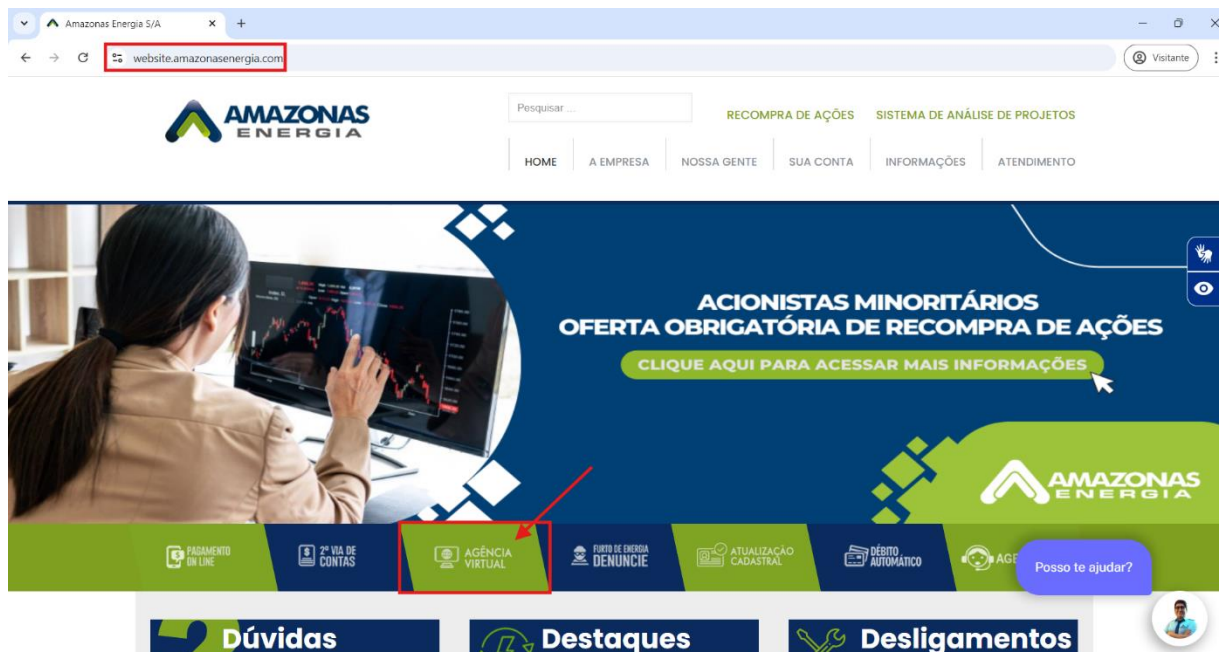 Amazonas Energia S/A
website.amazonasenergia.com
Visitante
AMAZONAS
ENERGIA
Pesquisar ...
RECOMPRA DE AÇÕES
SISTEMA DE ANÁLISE DE PROJETOS
HOME
A EMPRESA
NOSSA GENTE
SUA CONTA
INFORMAÇÕES
ATENDIMENTO
ACIONISTAS MINORITÁRIOS
OFERTA OBRIGATÓRIA DE RECOMPRA DE AÇÕES
CLIQUE AQUI PARA ACESSAR MAIS INFORMAÇÕES
AMAZONAS
ENERGIA
PAGAMENTO
ON LINE
2ª VIA DE
CONTAS
AGÊNCIA
VIRTUAL
FURTO DE ENERGIA
DENUNCIE
ATUALIZAÇÃO
CADASTRAL
DÉBITO
AUTOMÁTICO
AGE
Posso te ajudar?
Dúvidas
Destaques
Desligamentos